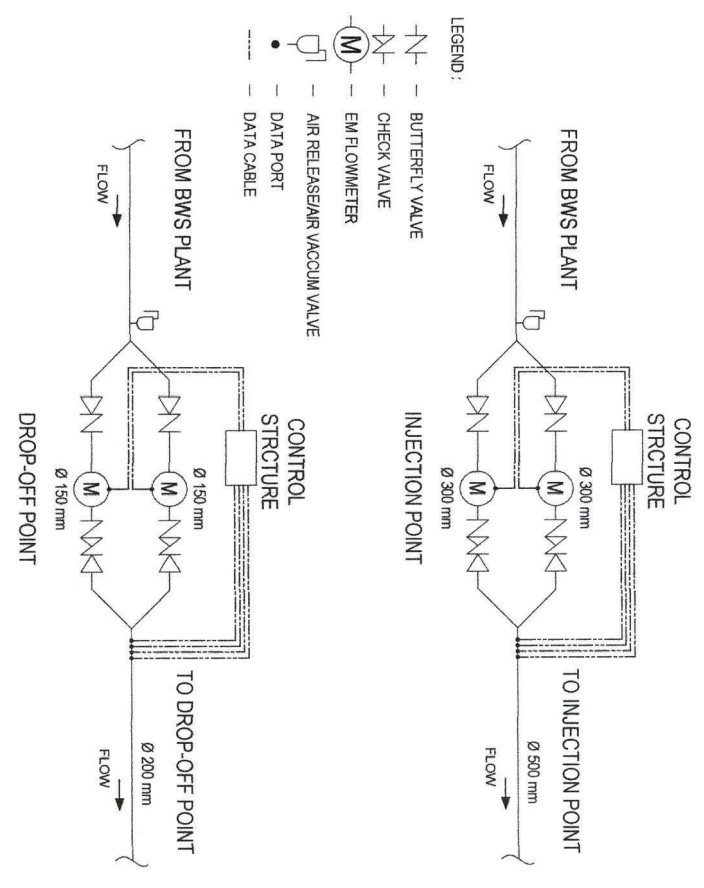 LEGEND :
— BUTTERFLY VALVE
— CHECK VALVE
M — EM FLOWMETER
— AIR RELEASE/AIR VACCUM VALVE
— DATA PORT
— DATA CABLE
FROM BWS PLANT
FLOW
CONTROL
STRCTURE
Ø 300 mm
M
M
Ø 300 mm
INJECTION POINT
TO INJECTION POINT
Ø 500 mm
FLOW
FROM BWS PLANT
FLOW
CONTROL
STRCTURE
Ø 150 mm
M
M
Ø 150 mm
DROP-OFF POINT
TO DROP-OFF POINT
Ø 200 mm
FLOW